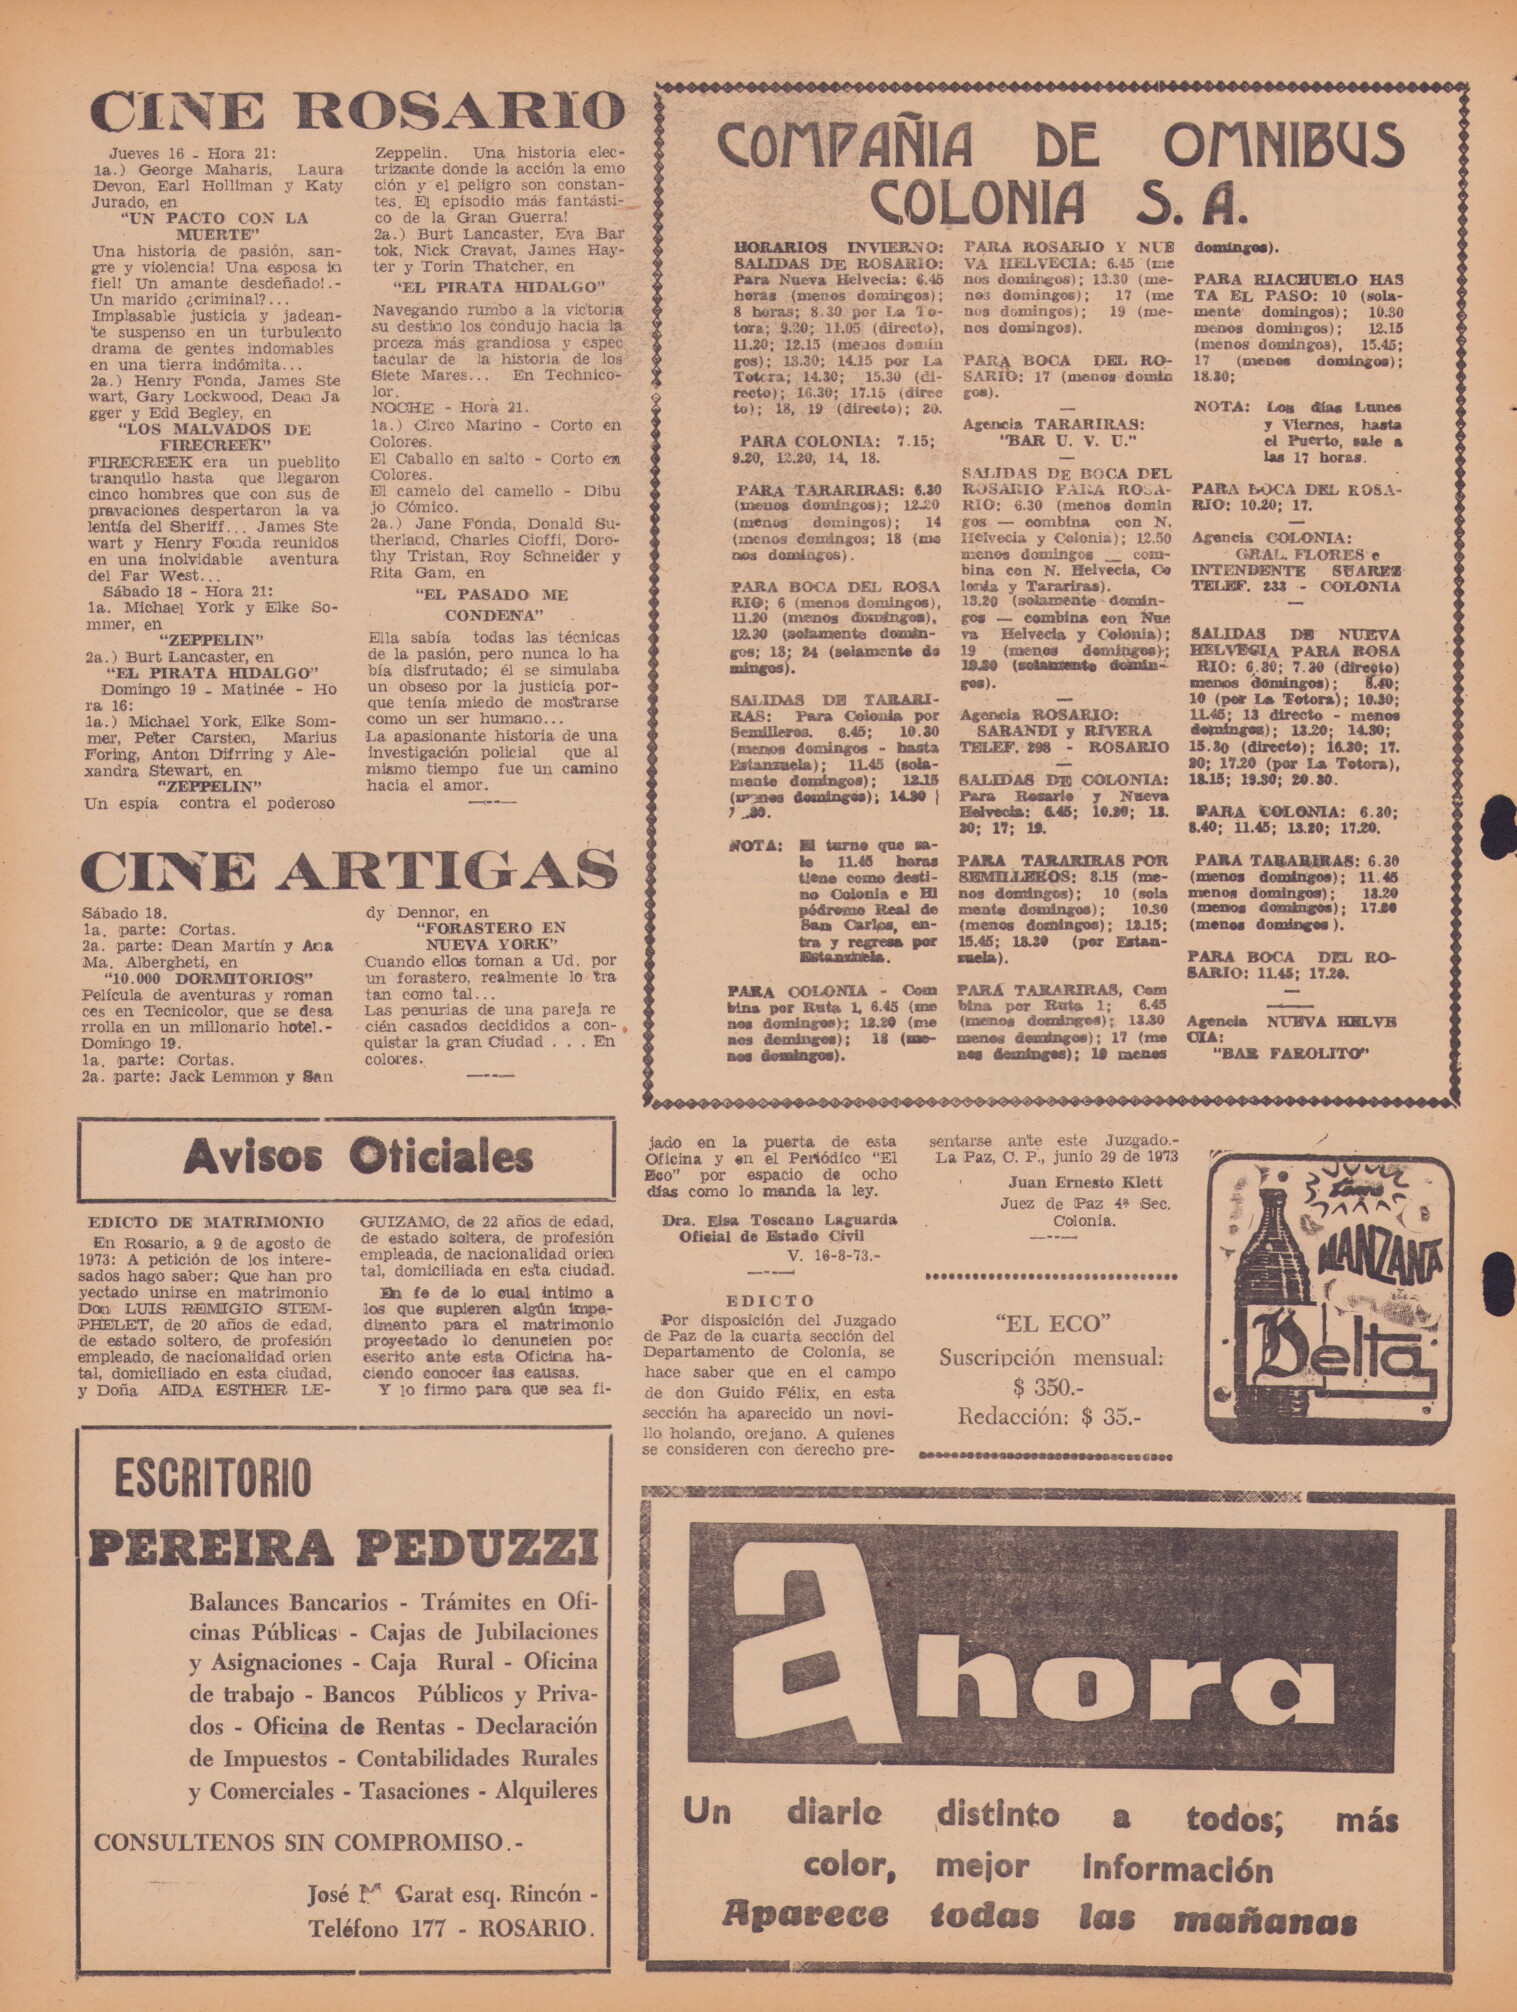 CINE ROSARIO
Jueves 16 - Hora 21:
1a.) George Maharis, Laura
Devon, Earl Holliman y Katy
Jurado, en
"UN PACTO CON LA
MUERTE"
Una historia de pasión, san-
gre y violencia! Una esposa in
fiel! Un amante desdeñado!.-
Un marido ¿criminal?...
Implasable justicia y jadean-
te suspenso en un turbulento
drama de gentes indomables
en una tierra indómita...
2a.) Henry Fonda, James Ste
wart, Gary Lockwood, Dean Ja
gger y Edd Begley, en
"LOS MALVADOS DE
FIRECREEK"
FIRECREEK era un pueblito
tranquilo hasta que llegaron
cinco hombres que con sus de
pravaciones despertaron la va
lentía del Sheriff... James Ste
wart y Henry Fonda reunidos
en una inolvidable aventura
del Far West...
Sábado 18 - Hora 21:
1a. Michael York y Elke So-
mmer, en
"ZEPPELIN"
2a.) Burt Lancaster, en
"EL PIRATA HIDALGO"
Domingo 19 - Matinée - Ho
ra 16:
1a.) Michael York, Elke Som-
mer, Peter Carsten, Marius
Foring, Anton Difrring y Ale-
xandra Stewart, en
"ZEPPELIN"
Un espía contra el poderoso
Zeppelin. Una historia elec-
trizante donde la acción la emo
ción y el peligro son constan-
tes. El episodio más fantásti-
co de la Gran Guerra!
2a.) Burt Lancaster, Eva Bar
tok, Nick Cravat, James Hay-
ter y Torin Thatcher, en
"EL PIRATA HIDALGO"
Navegando rumbo a la victoria
su destino los condujo hacia la
proeza más grandiosa y espec
tacular de la historia de los
Siete Mares... En Technico-
lor.
NOCHE - Hora 21.
1a.) Circo Marino - Corto en
Colores.
El Caballo en salto - Corto en
Colores.
El camelo del camello - Dibu
jo Cómico.
2a.) Jane Fonda, Donald Su-
therland, Charles Cioffi, Doro-
thy Tristan, Roy Schneider y
Rita Gam, en
"EL PASADO ME
CONDENA"
Ella sabía todas las técnicas
de la pasión, pero nunca lo ha
bía disfrutado; él se simulaba
un obseso por la justicia por-
que tenía miedo de mostrarse
como un ser humano...
La apasionante historia de una
investigación policial que al
mismo tiempo fue un camino
hacia el amor.
CINE ARTIGAS
Sábado 18.
1a. parte: Cortas.
2a. parte: Dean Martín y Ana
Ma. Albergheti, en
"10.000 DORMITORIOS"
Película de aventuras y roman
ces en Tecnicolor, que se desa
rrolla en un millonario hotel.-
Domingo 19.
1a. parte: Cortas.
2a. parte: Jack Lemmon y San
dy Dennor, en
"FORASTERO EN
NUEVA YORK"
Cuando ellos toman a Ud. por
un forastero, realmente lo tra
tan como tal...
Las penurias de una pareja re
cién casados decididos a con-
quistar la gran Ciudad . . . En
colores.
COMPAÑIA DE OMNIBUS
COLONIA S. A.
HORARIOS INVIERNO:
SALIDAS DE ROSARIO:
Para Nueva Helvecia: 6.45
horas (menos domingos);
8 horas; 8.30 por La To-
tora; 9.20; 11.05 (directo),
11.20; 12.15 (menos domin
gos); 13.30; 14.15 por La
Totora; 14.30; 15.30 (di-
recto); 16.30; 17.15 (direc
to); 18, 19 (directo); 20.
PARA COLONIA: 7.15;
9.20, 12.20, 14, 18.
PARA TARARIRAS: 6.30
(menos domingos); 12.20
(menos domingos); 14
(menos domingos; 18 (me
nos domingos).
PARA BOCA DEL ROSA
RIO; 6 (menos domingos),
11.20 (menos domingos),
12.30 (solamente domin-
gos; 13; 24 (solamente do
mingos).
SALIDAS DE TARARI-
RAS: Para Colonia por
Semilleros. 6.45; 10.30
(menos domingos - hasta
Estanzuela); 11.45 (sola-
mente domingos); 12.15
(menos domingos); 14.30
NOTA: El turno que sa-
le 11.45 horas
tiene como desti-
no Colonia e Hi
pódromo Real de
San Carlos, en-
tra y regresa por
Estanzuela.
PARA COLONIA - Com
bina por Ruta 1, 6.45 (me
nos domingos); 12.20 (me
nos domingos); 18 (me-
nos domingos).
PARA ROSARIO Y NUE
VA HELVECIA: 6.45 (me
nos domingos); 13.30 (me-
nos domingos); 17 (me
nos domingos); 19 (me-
nos domingos).
PARA BOCA DEL RO-
SARIO: 17 (menos domin
gos).
Agencia TARARIRAS:
"BAR U. V. U."
SALIDAS DE BOCA DEL
ROSARIO PARA ROSA-
RIO: 6.30 (menos domin
gos — combina con N.
Helvecia y Colonia); 12.50
menos domingos — com-
bina con N. Helvecia, Co
lonia y Tarariras).
13.20 (solamente domin-
gos — combina con Nue
va Helvecia y Colonia);
19 (menos domingos);
19.30 (solamente domin-
gos).
Agencia ROSARIO:
SARANDI y RIVERA
TELEF. 298 - ROSARIO
SALIDAS DE COLONIA:
Para Rosario y Nueva
Helvecia: 6.45; 10.20; 13.
30; 17; 19.
PARA TARARIRAS POR
SEMILLEROS: 8.15 (me-
nos domingos); 10 (sola
mente domingos); 10.30
(menos domingos); 12.15;
15.45; 18.30 (por Estan-
zuela).
PARA TARARIRAS, Com
bina por Ruta 1; 6.45
(menos domingos); 13.30
menos domingos); 17 (me
nos domingos); 19 menos
domingos).
PARA RIACHUELO HAS
TA EL PASO: 10 (sola-
mente domingos); 10.30
menos domingos); 12.15
(menos domingos), 15.45;
17 (menos domingos);
18.30;
NOTA: Los días Lunes
y Viernes, hasta
el Puerto, sale a
las 17 horas.
PARA BOCA DEL ROSA-
RIO: 10.20; 17.
Agencia COLONIA:
GRAL. FLORES e
INTENDENTE SUAREZ
TELEF. 233 - COLONIA
SALIDAS DE NUEVA
HELVECIA PARA ROSA
RIO: 6.30; 7.30 (directo)
menos domingos); 8.40;
10 (por La Totora); 10.30;
11.45; 13 directo - menos
domingos); 13.20; 14.30;
15.30 (directo); 16.30; 17.
20; 17.20 (por La Totora),
18.15; 19.30; 20.30.
PARA COLONIA: 6.30;
8.40; 11.45; 13.20; 17.20.
PARA TARARIRAS: 6.30
(menos domingos); 11.45
menos domingos); 13.20
(menos domingos); 17.20
(menos domingos).
PARA BOCA DEL RO-
SARIO: 11.45; 17.20.
Agencia NUEVA HELVE
CIA:
"BAR FAROLITO"
Avisos Oficiales
EDICTO DE MATRIMONIO
En Rosario, a 9 de agosto de
1973: A petición de los intere-
sados hago saber: Que han pro
yectado unirse en matrimonio
Don LUIS REMIGIO STEM-
PHELET, de 20 años de edad,
de estado soltero, de profesión
empleado, de nacionalidad orien
tal, domiciliado en esta ciudad,
y Doña AIDA ESTHER LE-
GUIZAMO, de 22 años de edad,
de estado soltera, de profesión
empleada, de nacionalidad orien
tal, domiciliada en esta ciudad.
En fe de lo cual intimo a
los que supieren algún impe-
dimento para el matrimonio
proyectado lo denuncien por
escrito ante esta Oficina ha-
ciendo conocer las causas.
Y lo firmo para que sea fi-
jado en la puerta de esta
Oficina y en el Periódico "El
Eco" por espacio de ocho
días como lo manda la ley.
Dra. Elsa Toscano Laguarda
Oficial de Estado Civil
V. 16-8-73.-
EDICTO
Por disposición del Juzgado
de Paz de la cuarta sección del
Departamento de Colonia, se
hace saber que en el campo
de don Guido Félix, en esta
sección ha aparecido un novi-
llo holando, orejano. A quienes
se consideren con derecho pre-
sentarse ante este Juzgado.-
La Paz, C. P., junio 29 de 1973
Juan Ernesto Klett
Juez de Paz 4ª Sec.
Colonia.
"EL ECO"
Suscripción mensual:
$ 350.-
Redacción: $ 35.-
tome
MANZANA
Delta
ESCRITORIO
PEREIRA PEDUZZI
Balances Bancarios - Trámites en Ofi-
cinas Públicas - Cajas de Jubilaciones
y Asignaciones - Caja Rural - Oficina
de trabajo - Bancos Públicos y Priva-
dos - Oficina de Rentas - Declaración
de Impuestos - Contabilidades Rurales
y Comerciales - Tasaciones - Alquileres
CONSULTENOS SIN COMPROMISO.-
José Mª Garat esq. Rincón -
Teléfono 177 - ROSARIO.
Ahora
Un diario distinto a todos; más
color, mejor información
Aparece todas las mañanas